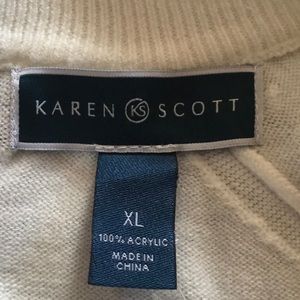 KAREN KS SCOTT
XL
100% ACRYLIC
MADE IN
CHINA